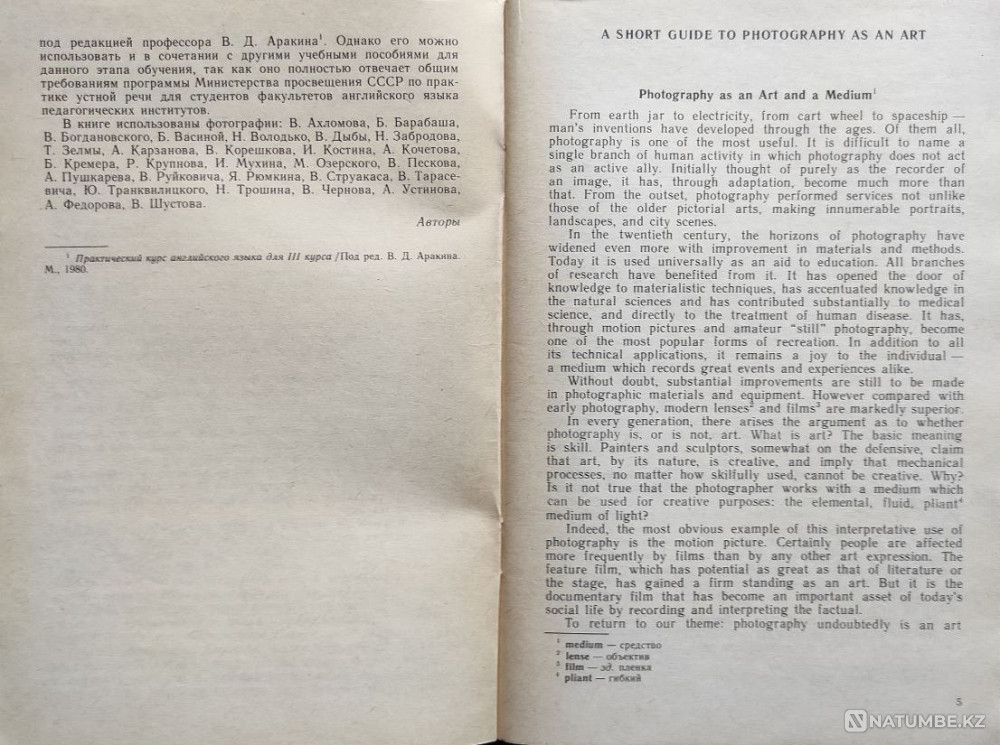 под редакцией профессора В. Д. Аракина¹. Однако его можно
использовать и в сочетании с другими учебными пособиями для
данного этапа обучения, так как оно полностью отвечает общим
требованиям программы Министерства просвещения СССР по прак-
тике устной речи для студентов факультетов английского языка
педагогических институтов.
В книге использованы фотографии: В. Ахломова, Б. Барабаша,
В. Богдановского, Б. Васиной, Н. Володько, В. Дыбы, Н. Забродова,
Т. Зелмы, А. Карзанова, В. Корешкова, И. Костина, А. Кочетова,
Б. Кремера, Р. Крупнова, И. Мухина, М. Озерского, В. Пескова,
А. Пушкарева, В. Руйковича, Я. Рюмкина, В. Струакаса, В. Тарасе-
вича, Ю. Транквилицкого, Н. Трошина, В. Чернова, А. Устинова,
А. Федорова, В. Шустова.
Авторы
¹ Практический курс английского языка для III курса /Под ред. В. Д. Аракина.
М., 1980.
A SHORT GUIDE TO PHOTOGRAPHY AS AN ART
Photography as an Art and a Medium¹
From earth jar to electricity, from cart wheel to spaceship —
man's inventions have developed through the ages. Of them all,
photography is one of the most useful. It is difficult to name a
single branch of human activity in which photography does not act
as an active ally. Initially thought of purely as the recorder of
an image, it has, through adaptation, become much more than
that. From the outset, photography performed services not unlike
those of the older pictorial arts, making innumerable portraits,
landscapes, and city scenes.
In the twentieth century, the horizons of photography have
widened even more with improvement in materials and methods.
Today it is used universally as an aid to education. All branches
of research have benefited from it. It has opened the door of
knowledge to materialistic techniques, has accentuated knowledge in
the natural sciences and has contributed substantially to medical
science, and directly to the treatment of human disease. It has,
through motion pictures and amateur “still” photography, become
one of the most popular forms of recreation. In addition to all
its technical applications, it remains a joy to the individual —
a medium which records great events and experiences alike.
Without doubt, substantial improvements are still to be made
in photographic materials and equipment. However compared with
early photography, modern lenses² and films³ are markedly superior.
In every generation, there arises the argument as to whether
photography is, or is not, art. What is art? The basic meaning
is skill. Painters and sculptors, somewhat on the defensive, claim
that art, by its nature, is creative, and imply that mechanical
processes, no matter how skilfully used, cannot be creative. Why?
Is it not true that the photographer works with a medium which
can be used for creative purposes: the elemental, fluid, pliant⁴
medium of light?
Indeed, the most obvious example of this interpretative use of
photography is the motion picture. Certainly people are affected
more frequently by films than by any other art expression. The
feature film, which has potential as great as that of literature or
the stage, has gained a firm standing as an art. But it is the
documentary film that has become an important asset of today's
social life by recording and interpreting the factual.
To return to our theme: photography undoubtedly is an art
¹ medium — средство
² lense — объектив
³ film — зд. пленка
⁴ pliant — гибкий
5
NATUMBE.KZ